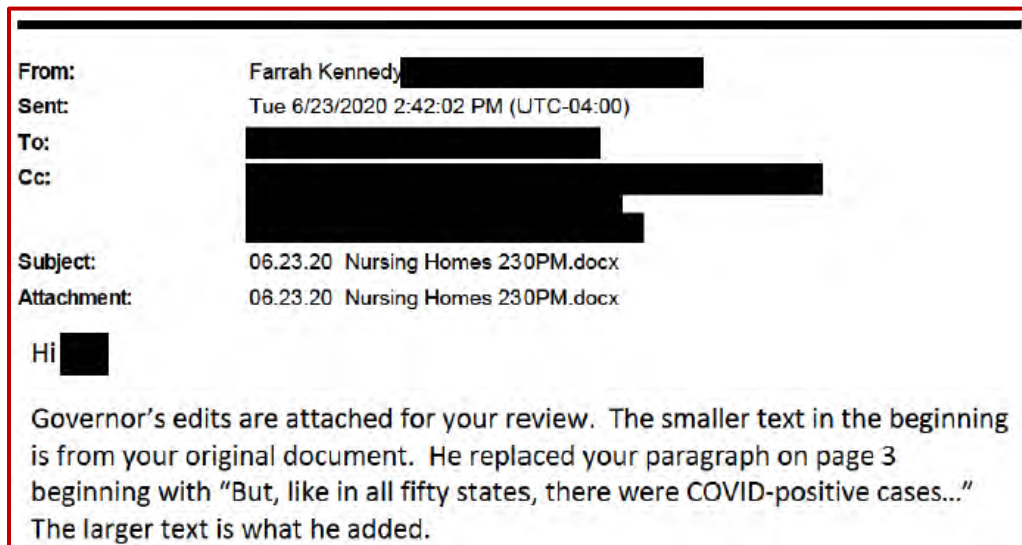 From: Farrah Kennedy
Sent: Tue 6/23/2020 2:42:02 PM (UTC-04:00)
To:
Cc:
Subject: 06.23.20 Nursing Homes 230PM.docx
Attachment: 06.23.20 Nursing Homes 230PM.docx
Hi
Governor's edits are attached for your review. The smaller text in the beginning
is from your original document. He replaced your paragraph on page 3
beginning with “But, like in all fifty states, there were COVID-positive cases...”
The larger text is what he added.